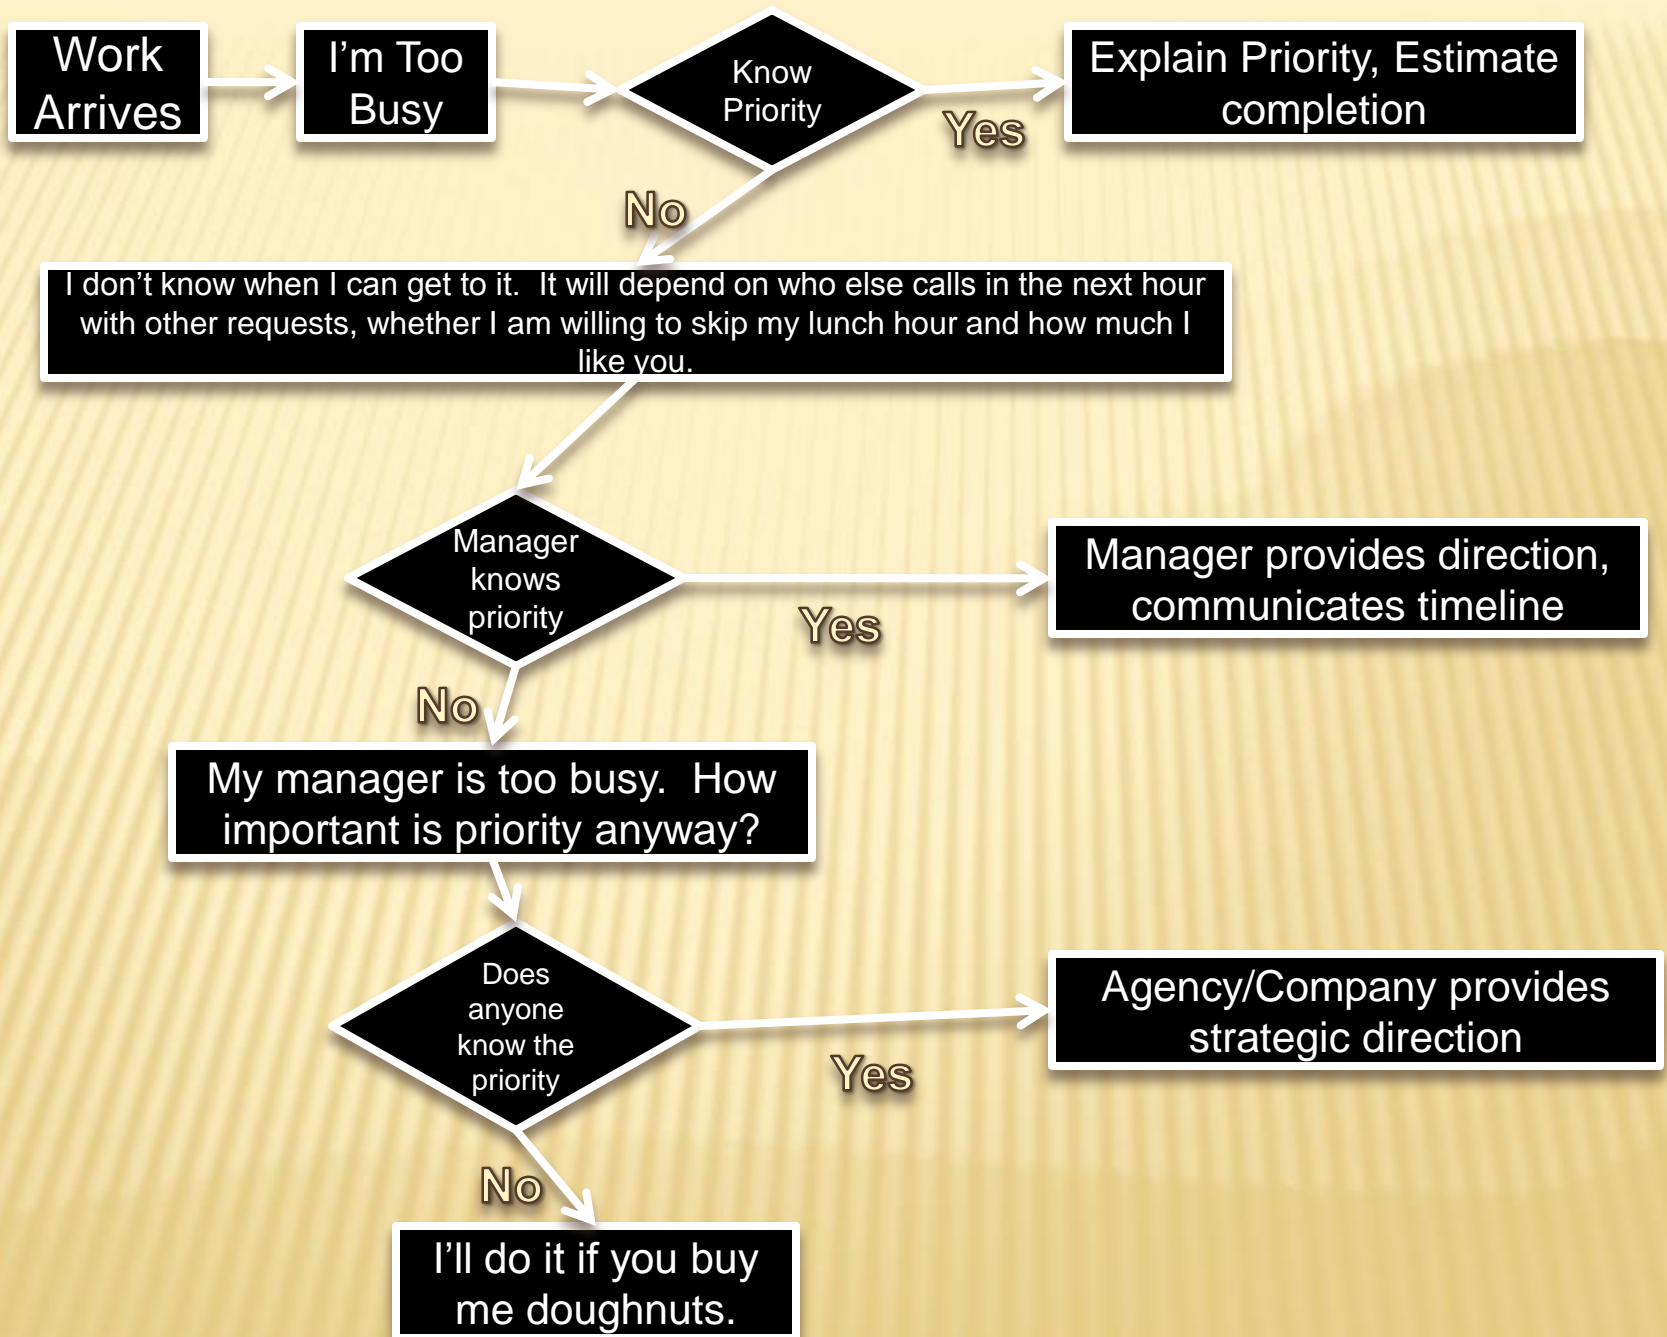 Work
Arrives
I'm Too
Busy
Know
Priority
Yes
Explain Priority, Estimate
completion
No
I don't know when I can get to it.  It will depend on who else calls in the next hour
with other requests, whether I am willing to skip my lunch hour and how much I
like you.
Manager
knows
priority
Yes
Manager provides direction,
communicates timeline
No
My manager is too busy.  How
important is priority anyway?
Does
anyone
know the
priority
Yes
Agency/Company provides
strategic direction
No
I'll do it if you buy
me doughnuts.